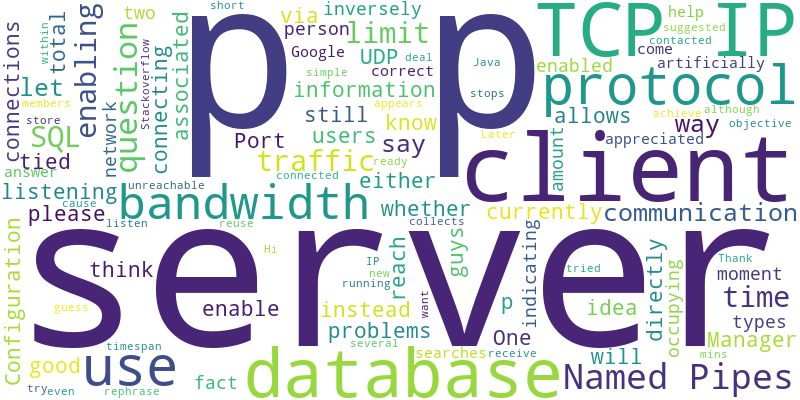 short
help
two
via
inversely
TCP IP
suggested
person
within
contacted
come
total
Google
limit
connections
enabling
question
Stackoverflow
associated
p p
simple
deal
Java
UDP
enabled
artificially
correct
let
connecting
information
protocol
members
appears
stops
achieve
although
store
SQL
still
users
know
allows
way
Later
objective
network
Port
say
amount
appreciated
answer
tied
traffic
ready
either
client
connected
listening
unreachable
bandwidth
whether
currently
communication
please
cause
listen
reuse
collects
server
Configuration
Hi
think
IP
reach
guys
indicating
directly
occupying
Thank
tried
moment
new
running
types
time
guess
enable
instead
want
p
idea
several
problems
One
Manager
timespan
use
searches
receive
will
mins
good
fact
database
Named Pipes
try
even
rephrase